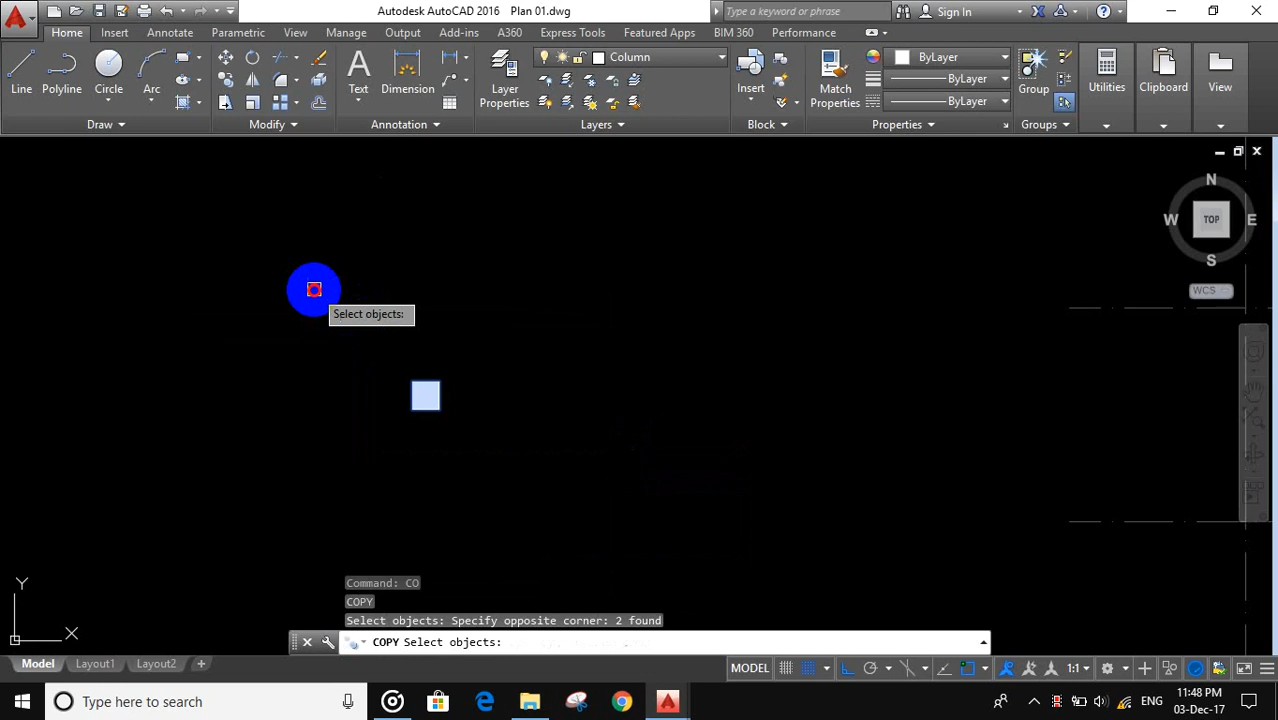 Autodesk AutoCAD 2016 Plan 01.dwg
Type a keyword or phrase
Sign In
Home Insert Annotate Parametric View Manage Output Add-ins A360 Express Tools Featured Apps BIM 360 Performance
Line
Polyline
Circle
Arc
Text
Dimension
Layer
Properties
Column
Insert
Match
Properties
ByLayer
ByLayer
ByLayer
Group
Utilities
Clipboard
View
Draw
Modify
Annotation
Layers
Block
Properties
Groups
N
W
TOP
E
S
WCS
Select objects:
Y
X
Command: CO
COPY
Select objects: Specify opposite corner: 2 found
COPY Select objects:
Model Layout1 Layout2 +
MODEL
1:1
Type here to search
ENG
11:48 PM
03-Dec-17